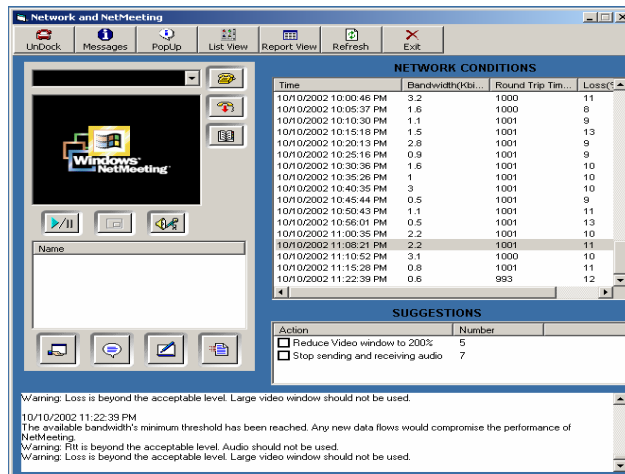 Network and NetMeeting
UnDock Messages PopUp List View Report View Refresh Exit
NETWORK CONDITIONS
Time Bandwidth(Kbi... Round Trip Tim... Loss(%
10/10/2002 10:00:46 PM 3.2 1000 11
10/10/2002 10:05:37 PM 1.6 1000 8
10/10/2002 10:10:30 PM 1.1 1001 9
10/10/2002 10:15:18 PM 1.5 1001 13
10/10/2002 10:20:13 PM 2.8 1001 9
10/10/2002 10:25:16 PM 0.9 1001 9
10/10/2002 10:30:36 PM 1.6 1001 10
10/10/2002 10:35:26 PM 1 1001 10
10/10/2002 10:40:35 PM 3 1001 10
10/10/2002 10:45:44 PM 0.5 1001 9
10/10/2002 10:50:43 PM 1.1 1001 11
10/10/2002 10:56:01 PM 0.5 1001 13
10/10/2002 11:00:35 PM 2.2 1001 10
10/10/2002 11:08:21 PM 2.2 1001 11
10/10/2002 11:10:52 PM 3.1 1000 10
10/10/2002 11:15:28 PM 0.8 1001 11
10/10/2002 11:22:39 PM 0.6 993 12
Windows
NetMeeting
Name
SUGGESTIONS
Action Number
Reduce Video window to 200% 5
Stop sending and receiving audio 7
Warning: Loss is beyond the acceptable level. Large video window should not be used.
10/10/2002 11:22:39 PM
The available bandwidth's minimum threshold has been reached. Any new data flows would compromise the performance of
NetMeeting.
Warning: Rtt is beyond the acceptable level. Audio should not be used.
Warning: Loss is beyond the acceptable level. Large video window should not be used.